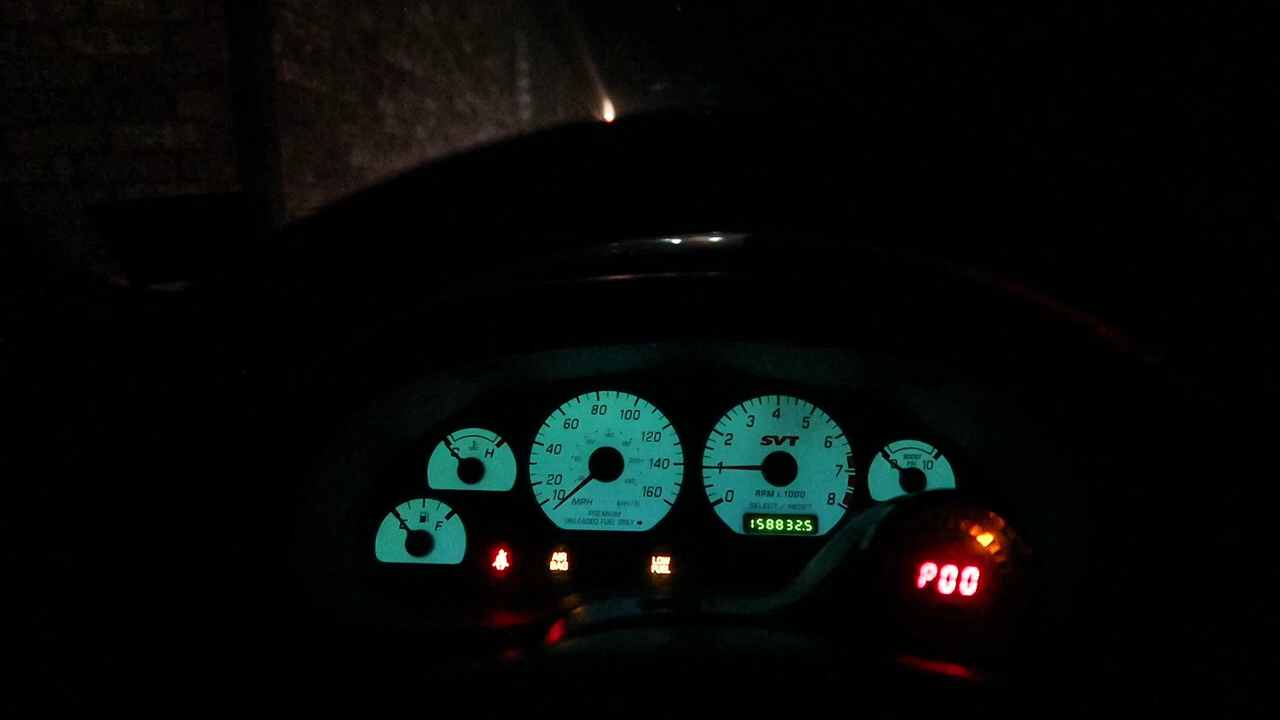 80
60 100
40 120
20 140
10 160
MPH km/h
PREMIUM
UNLEADED FUEL ONLY
C H
E F
4
3 5
2 6
SVT
1 7
0 8
RPM x 1000
SELECT / RESET
158832.5
BOOST
PSI
10
AIR
BAG
LOW
FUEL
P00